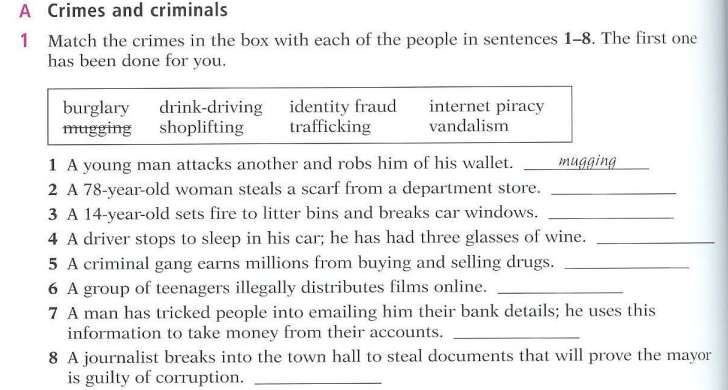 A Crimes and criminals
1 Match the crimes in the box with each of the people in sentences 1–8. The first one
has been done for you.
burglary drink-driving identity fraud internet piracy
mugging shoplifting trafficking vandalism
1 A young man attacks another and robs him of his wallet. mugging
2 A 78-year-old woman steals a scarf from a department store.
3 A 14-year-old sets fire to litter bins and breaks car windows.
4 A driver stops to sleep in his car; he has had three glasses of wine.
5 A criminal gang earns millions from buying and selling drugs.
6 A group of teenagers illegally distributes films online.
7 A man has tricked people into emailing him their bank details; he uses this
information to take money from their accounts.
8 A journalist breaks into the town hall to steal documents that will prove the mayor
is guilty of corruption.